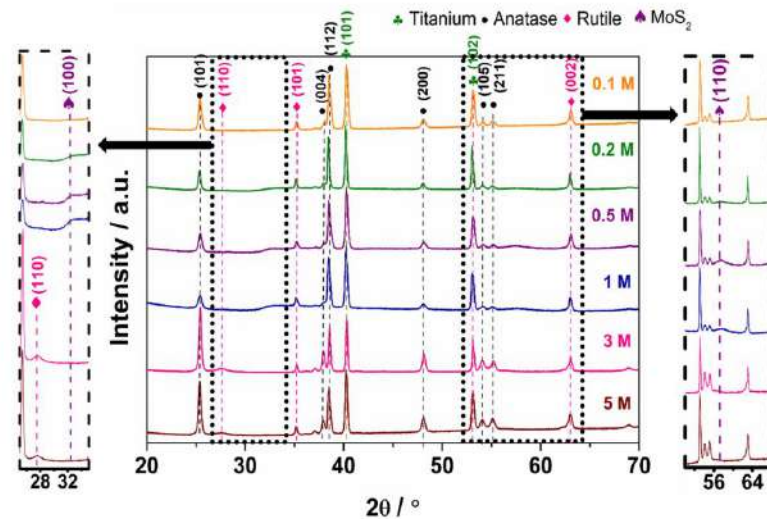 ♣ Titanium ● Anatase ♦ Rutile ♠ MoS₂
(100)
(110)
28 32
(101)
(110)
(101)
(004)
(112)
(101)
(200)
(102)
(105)
(211)
(002)
0.1 M
0.2 M
0.5 M
1 M
3 M
5 M
Intensity / a.u.
20 30 40 50 60 70
2θ / °
(110)
56 64